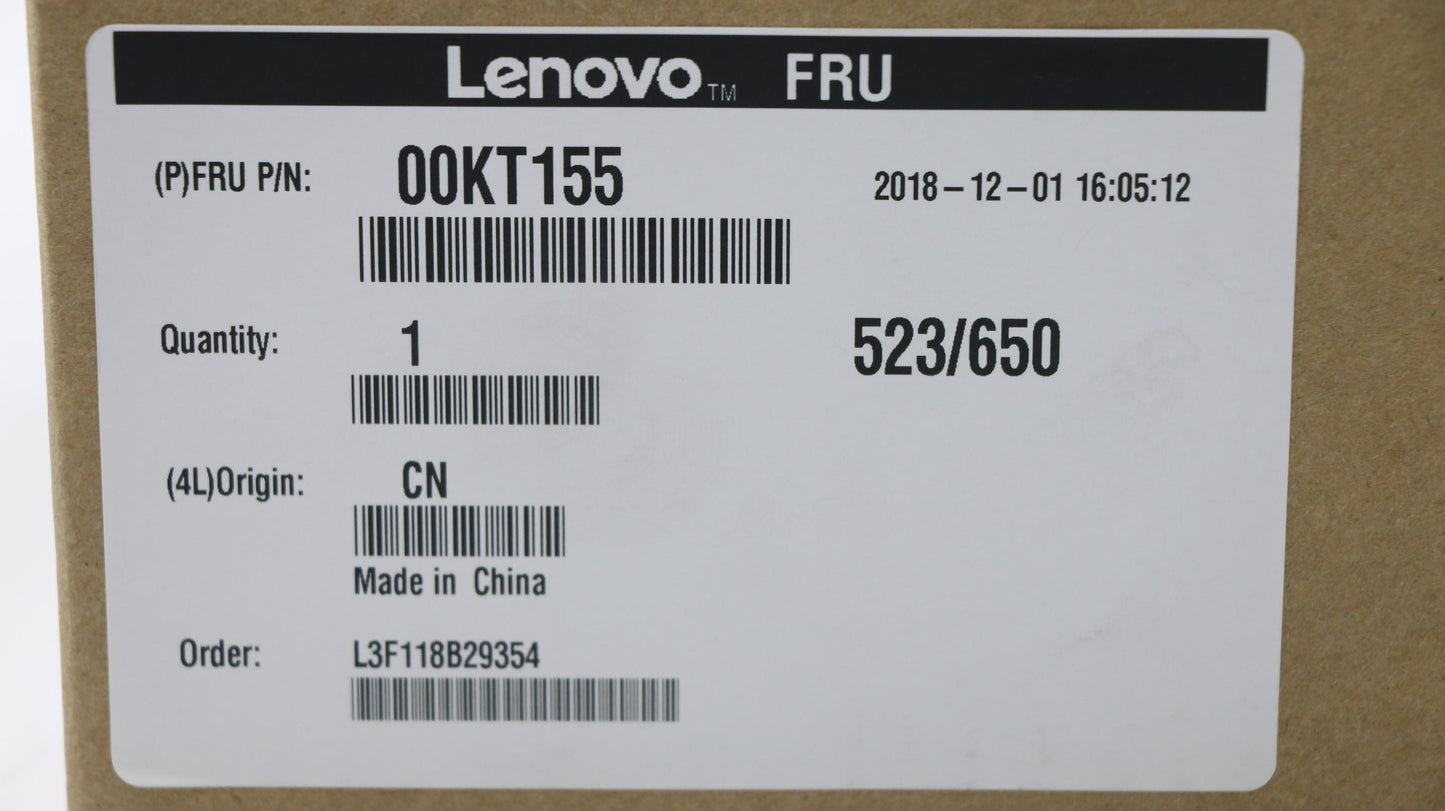 Lenovo™ FRU
(P)FRU P/N: 00KT155 2018-12-01 16:05:12
Quantity: 1 523/650
(4L)Origin: CN
Made in China
Order: L3F118B29354